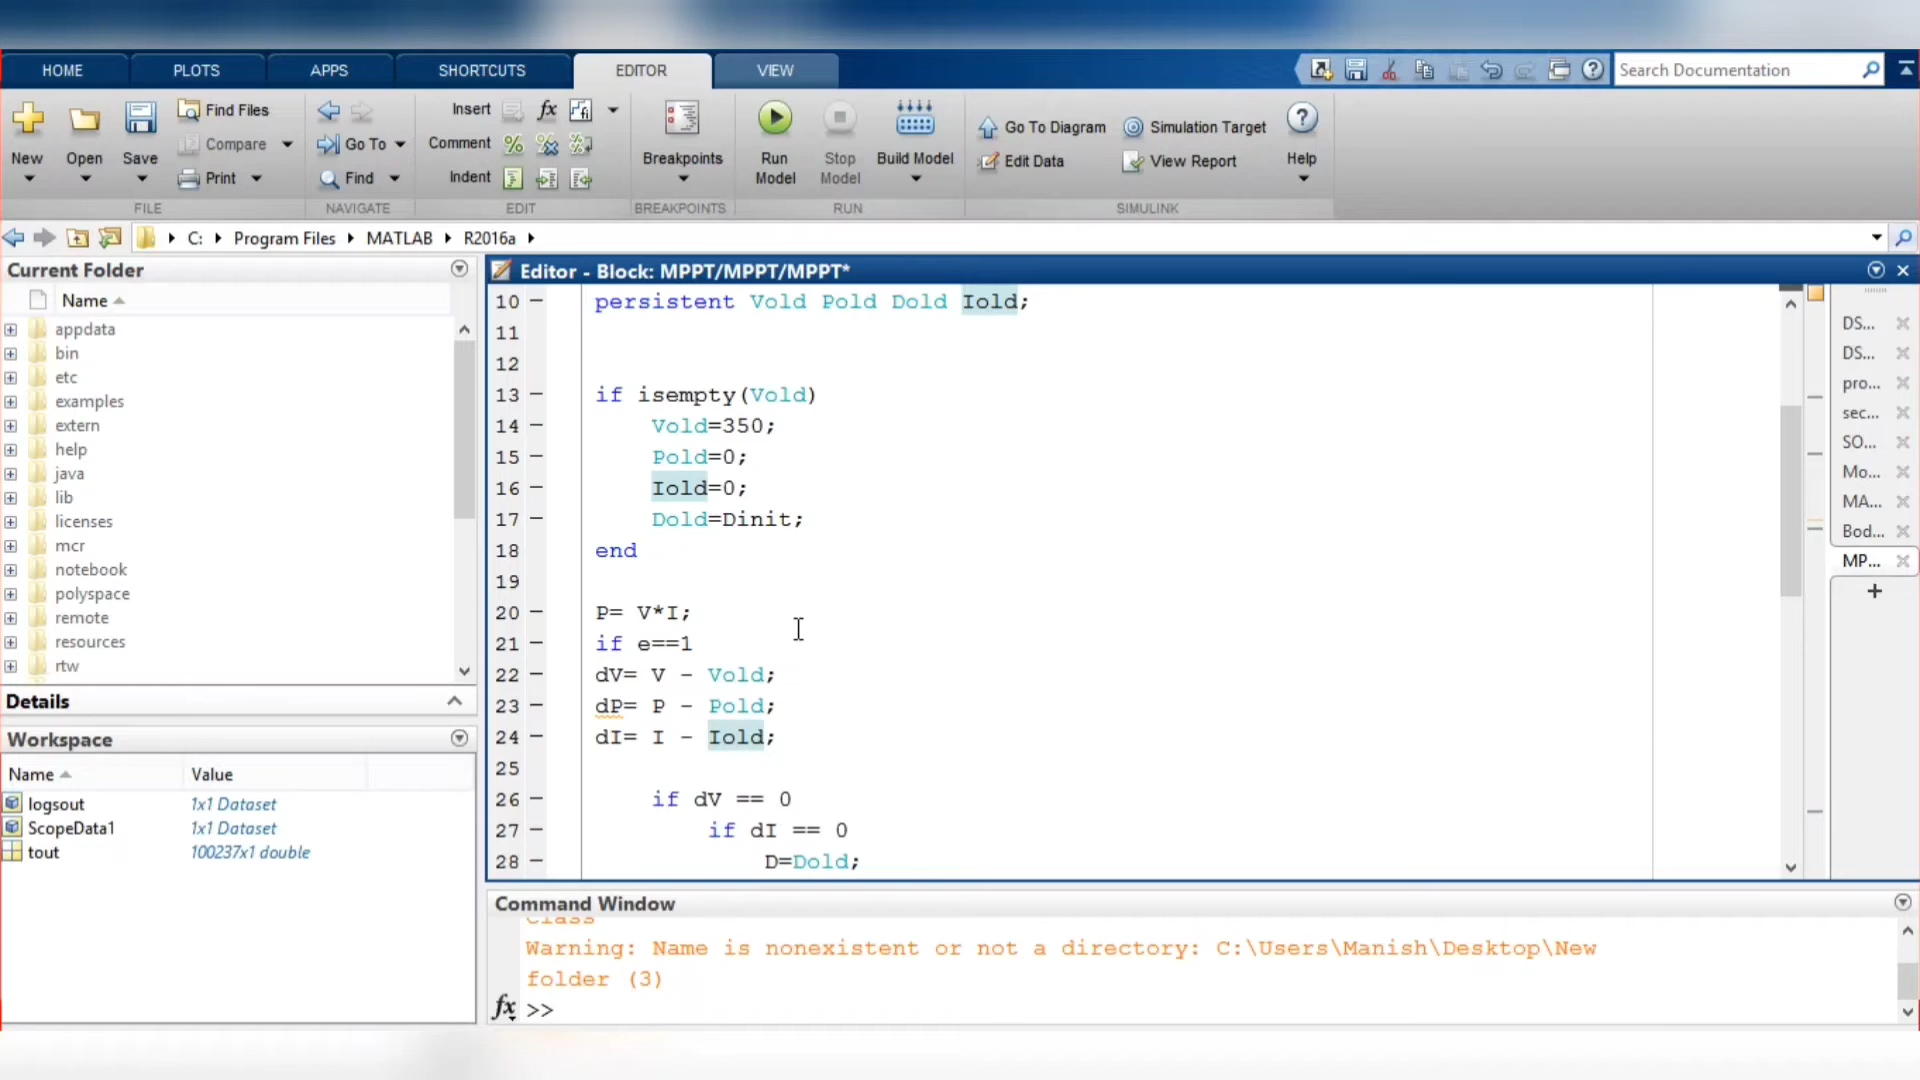 HOME PLOTS APPS SHORTCUTS EDITOR VIEW
Search Documentation
New
Open
Save
Find Files
Compare
Print
FILE
Go To
Find
NAVIGATE
Insert
fx
Comment
Indent
EDIT
Breakpoints
BREAKPOINTS
Run
Model
Stop
Model
Build Model
RUN
Go To Diagram
Edit Data
Simulation Target
View Report
SIMULINK
Help
C: Program Files MATLAB R2016a
Current Folder
Name
appdata
bin
etc
examples
extern
help
java
lib
licenses
mcr
notebook
polyspace
remote
resources
rtw
Details
Workspace
Name Value
logsout 1x1 Dataset
ScopeData1 1x1 Dataset
tout 100237x1 double
Editor - Block: MPPT/MPPT/MPPT*
10 — persistent Vold Pold Dold Iold;
11
12
13 — if isempty(Vold)
14 — Vold=350;
15 — Pold=0;
16 — Iold=0;
17 — Dold=Dinit;
18 — end
19
20 — P= V*I;
21 — if e==1
22 — dV= V - Vold;
23 — dP= P - Pold;
24 — dI= I - Iold;
25
26 — if dV == 0
27 — if dI == 0
28 — D=Dold;
DS...
DS...
pro...
sec...
SO...
Mo...
MA...
Bod...
MP...
Command Window
Class
Warning: Name is nonexistent or not a directory: C:\Users\Manish\Desktop\New
folder (3)
fx >>